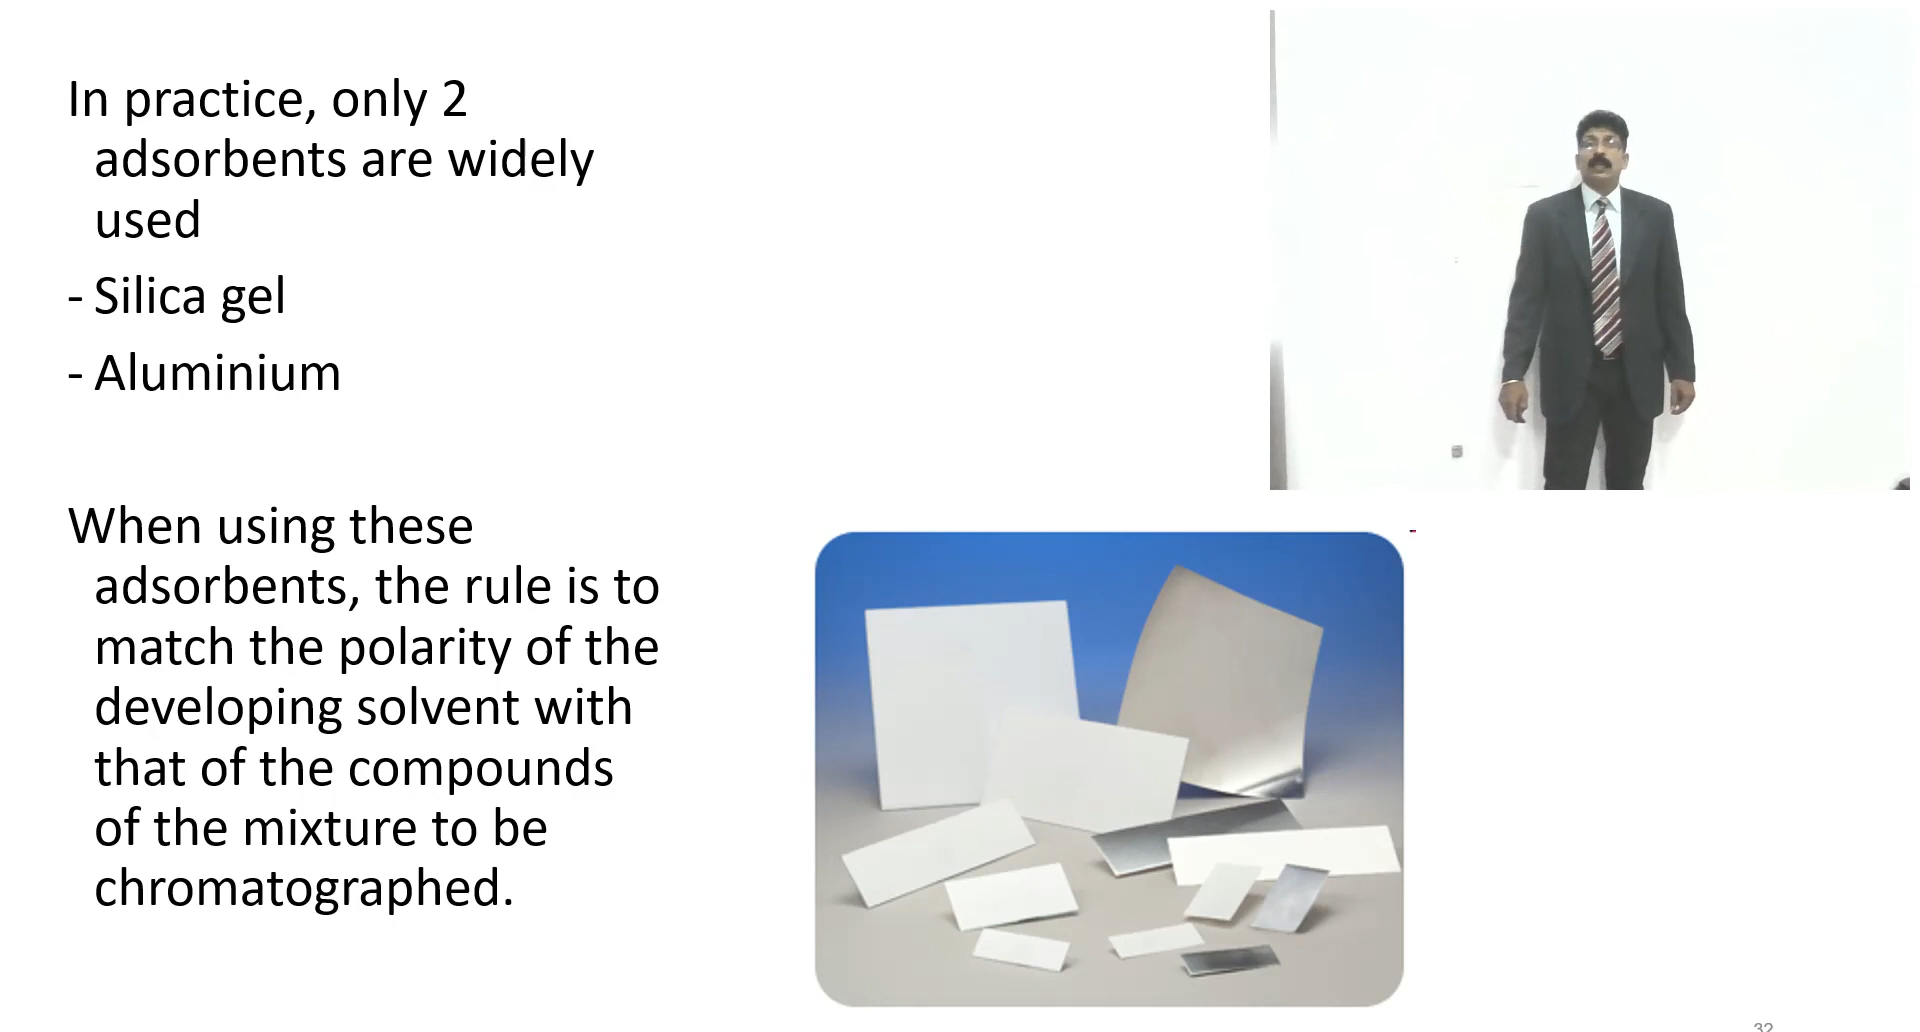 In practice, only 2
adsorbents are widely
used
- Silica gel
- Aluminium
When using these
adsorbents, the rule is to
match the polarity of the
developing solvent with
that of the compounds
of the mixture to be
chromatographed.
32